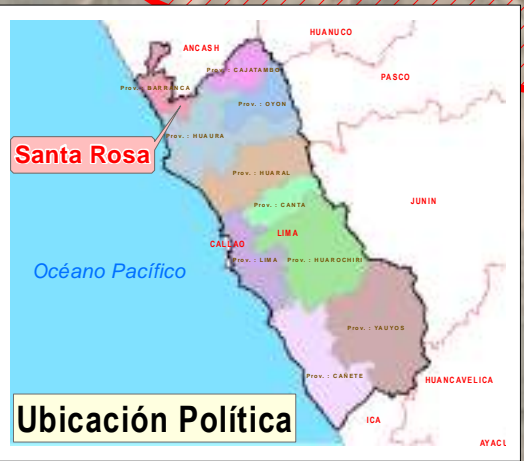 HUANUCO
ANCASH
Prov. : CAJATAMBO
PASCO
Prov. : BARRANCA
Prov. : OYON
Prov. : HUAURA
Santa Rosa
Prov. : HUARAL
Prov. : CANTA
JUNIN
LIMA
CALLAO
Prov. : LIMA
Prov. : HUAROCHIRI
Océano Pacífico
Prov. : YAUYOS
Prov. : CAÑETE
HUANCAVELICA
Ubicación Política
ICA
AYACU